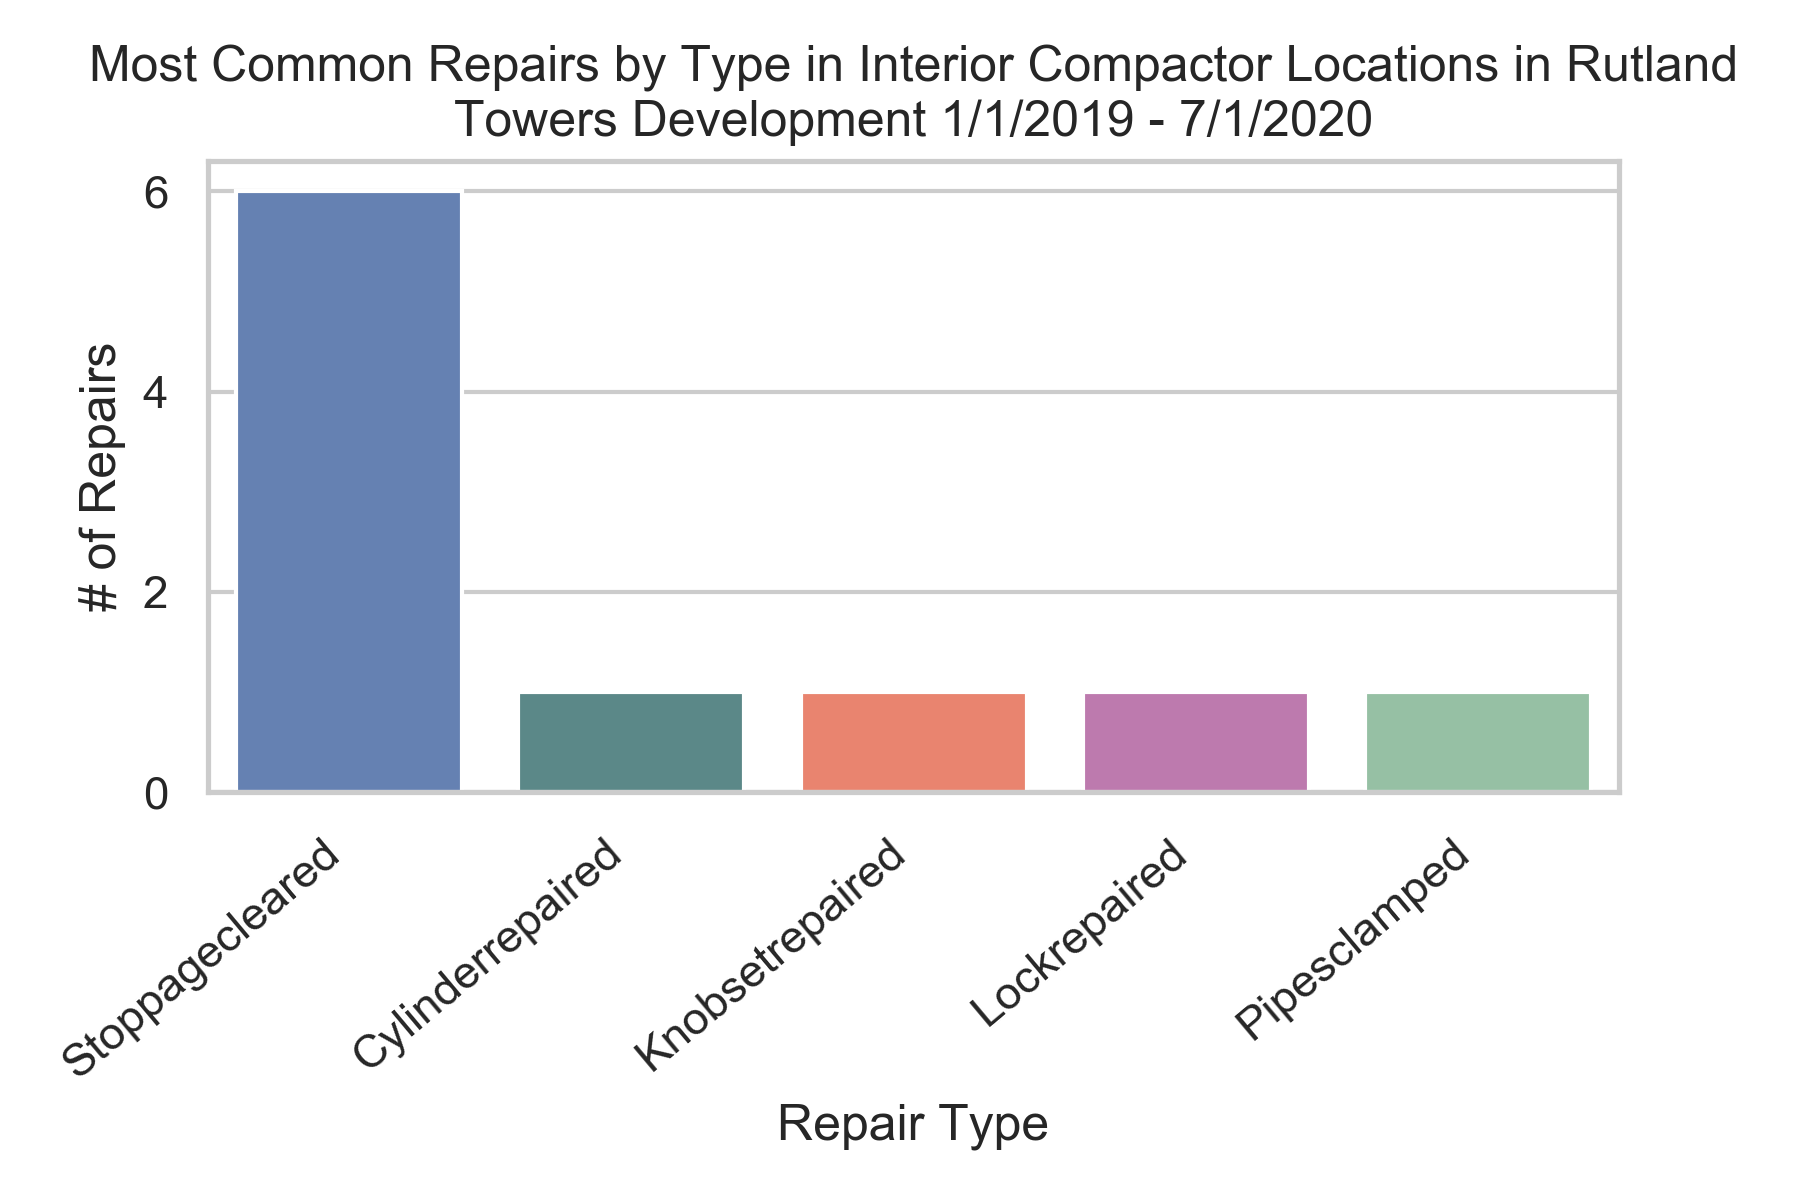 Most Common Repairs by Type in Interior Compactor Locations in Rutland
Towers Development 1/1/2019 - 7/1/2020
# of Repairs
6
4
2
0
Stoppagecleared
Cylinderrepaired
Knobsetrepaired
Lockrepaired
Pipesclamped
Repair Type